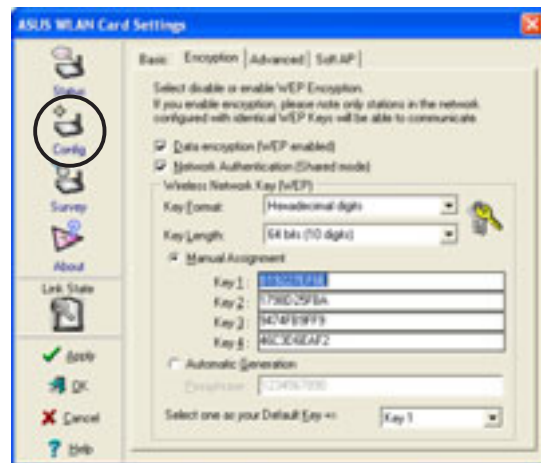 ASUS WLAN Card Settings
Status
Config
Survey
About
Link State
Apply
OK
Cancel
Help
Basic Encryption Advanced Soft AP
Select disable or enable WEP Encryption.
If you enable encryption, please note only stations in the network
configured with identical WEP Keys will be able to communicate.
Data encryption (WEP enabled)
Network Authentication (Shared mode)
Wireless Network Key (WEP)
Key Format: Hexadecimal digits
Key Length: 64 bits (10 digits)
Manual Assignment
Key 1:
Key 2: 1798D25FBA
Key 3: 9474FB9FF9
Key 4: 46C3D6EAF2
Automatic Generation
Passphrase: 1234567890
Select one as your Default Key => Key 1